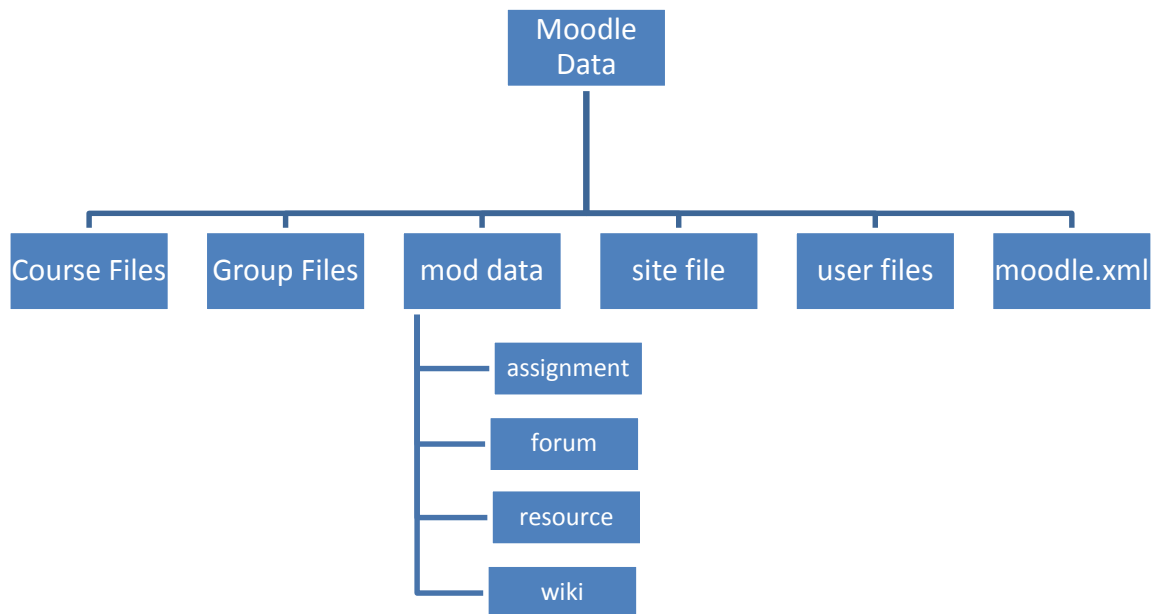 Moodle
Data
Course Files
Group Files
mod data
site file
user files
moodle.xml
assignment
forum
resource
wiki